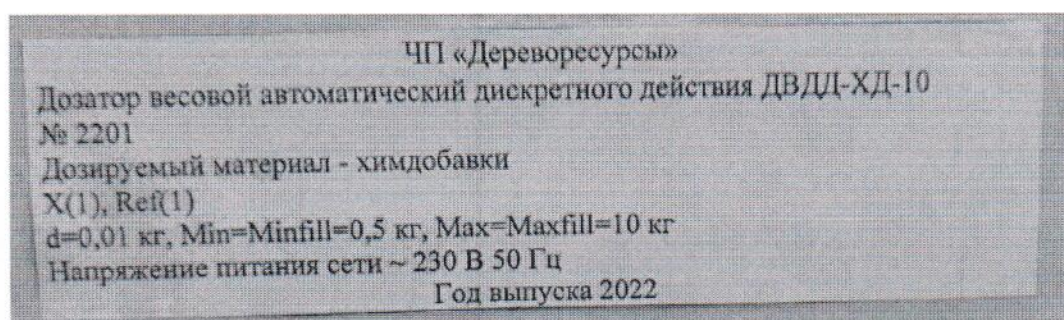 ЧП «Дереворесурсы»
Дозатор весовой автоматический дискретного действия ДВДД-ХД-10
№ 2201
Дозируемый материал - химдобавки
X(1), Ref(1)
d=0,01 кг, Min=Minfill=0,5 кг, Max=Maxfill=10 кг
Напряжение питания сети ~ 230 В 50 Гц
Год выпуска 2022